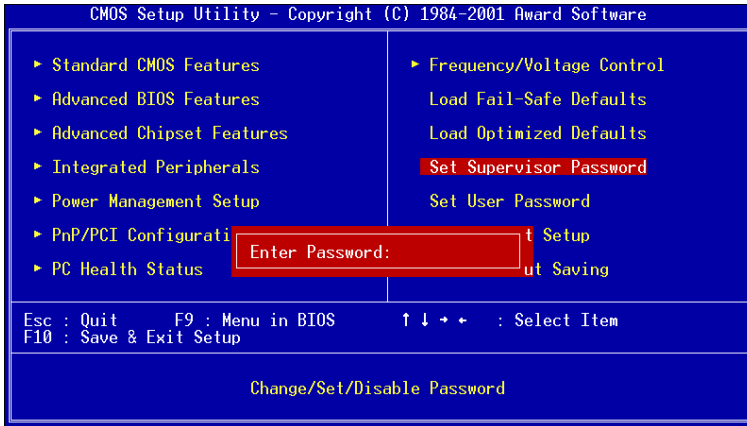 CMOS Setup Utility - Copyright (C) 1984-2001 Award Software
► Standard CMOS Features
► Advanced BIOS Features
► Advanced Chipset Features
► Integrated Peripherals
► Power Management Setup
► PnP/PCI Configurati
► PC Health Status
► Frequency/Voltage Control
Load Fail-Safe Defaults
Load Optimized Defaults
Set Supervisor Password
Set User Password
t Setup
ut Saving
Enter Password:
Esc : Quit F9 : Menu in BIOS ↑ ↓ → ← : Select Item
F10 : Save & Exit Setup
Change/Set/Disable Password